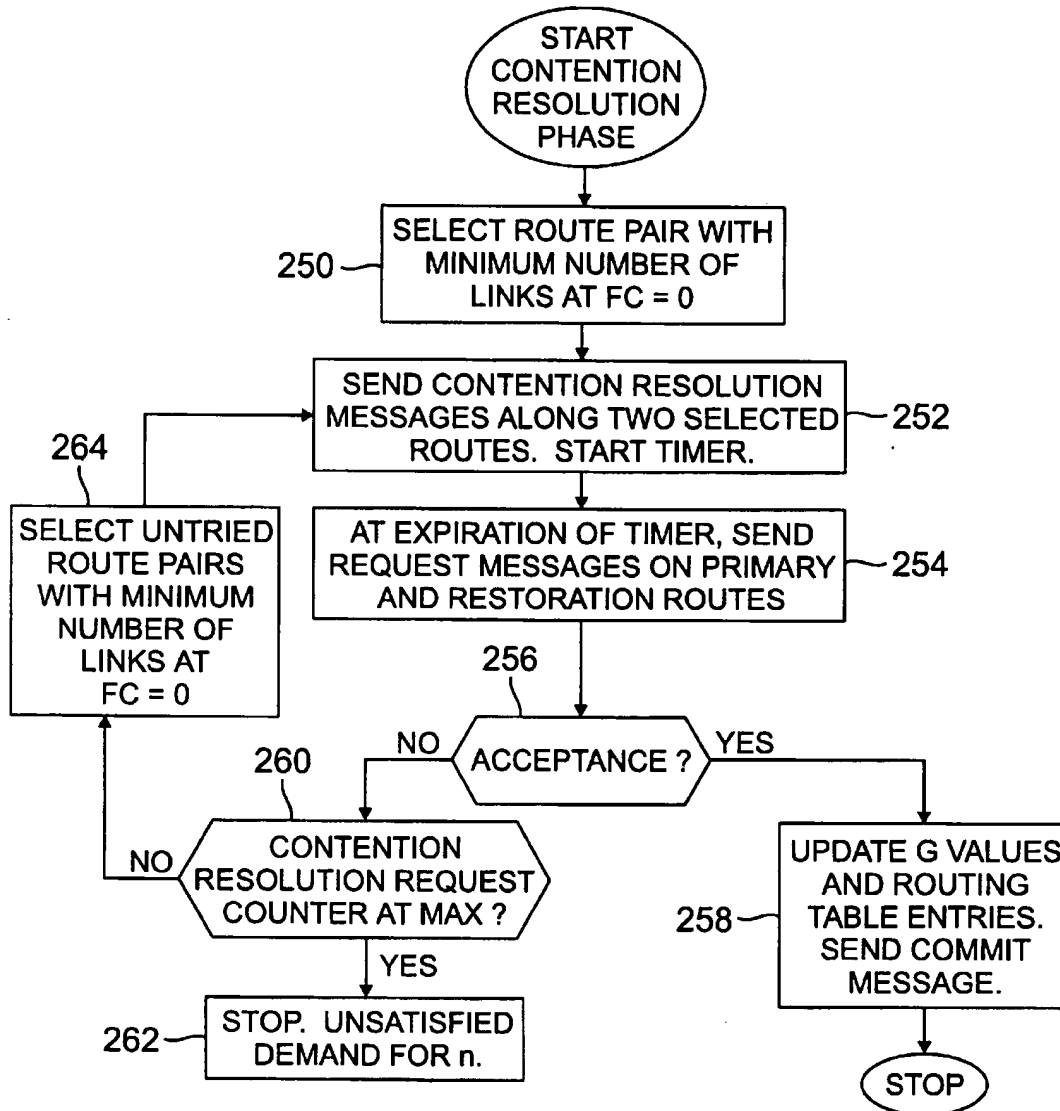 START
CONTENTION
RESOLUTION
PHASE
250
SELECT ROUTE PAIR WITH
MINIMUM NUMBER OF
LINKS AT FC = 0
SEND CONTENTION RESOLUTION
MESSAGES ALONG TWO SELECTED
ROUTES. START TIMER.
252
264
SELECT UNTRIED
ROUTE PAIRS
WITH MINIMUM
NUMBER OF
LINKS AT
FC = 0
AT EXPIRATION OF TIMER, SEND
REQUEST MESSAGES ON PRIMARY
AND RESTORATION ROUTES
254
256
NO
ACCEPTANCE ?
YES
260
NO
CONTENTION
RESOLUTION REQUEST
COUNTER AT MAX ?
YES
258
UPDATE G VALUES
AND ROUTING
TABLE ENTRIES.
SEND COMMIT
MESSAGE.
262
STOP. UNSATISFIED
DEMAND FOR n.
STOP